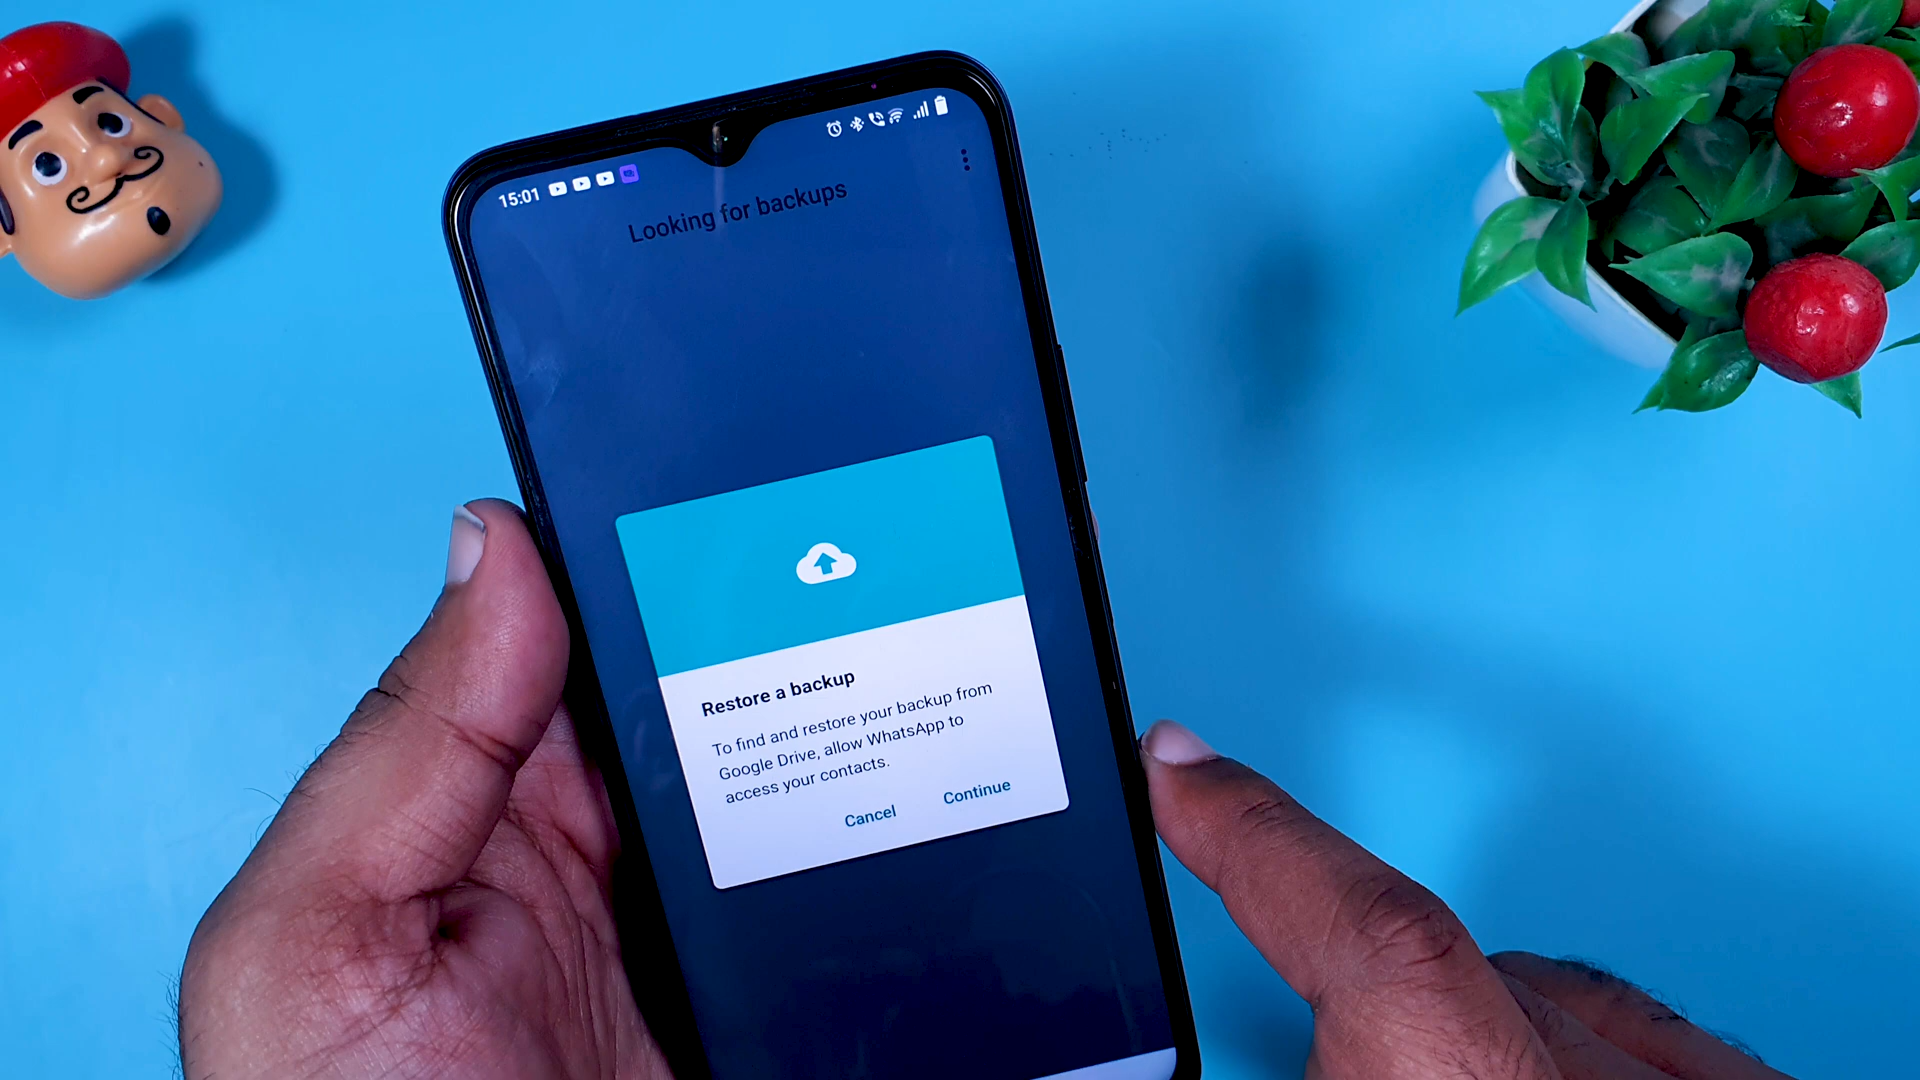 15:01
Looking for backups
Restore a backup
To find and restore your backup from
Google Drive, allow WhatsApp to
access your contacts.
Cancel
Continue